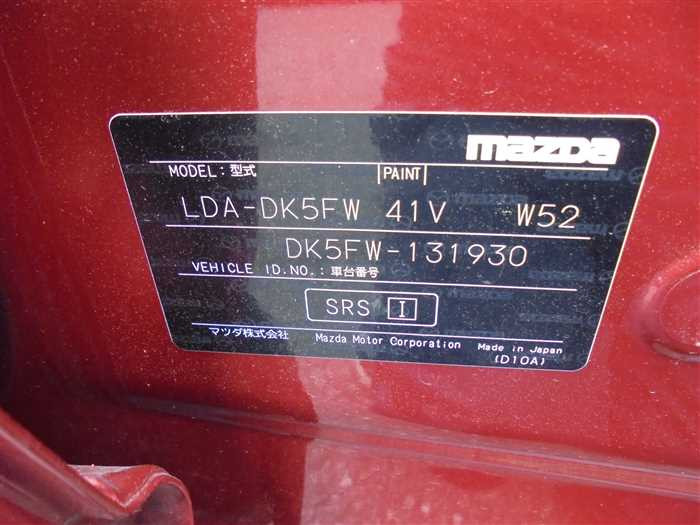 mazda
MODEL:型式 |PAINT|
LDA-DK5FW 41V W52
DK5FW-131930
VEHICLE ID.NO.:車台番号
SRS I
マツダ株式会社 Mazda Motor Corporation Made in Japan
(D10A)